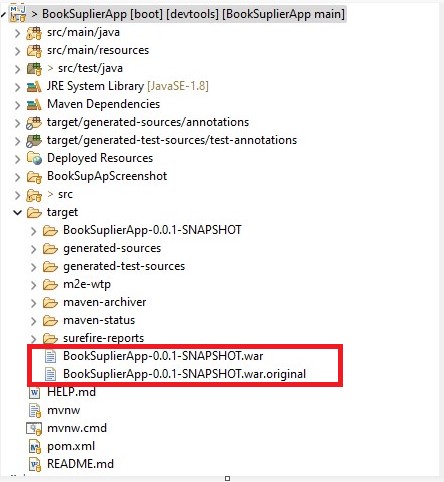 > BookSuplierApp [boot] [devtools] [BookSuplierApp main]
src/main/java
src/main/resources
> src/test/java
JRE System Library [JavaSE-1.8]
Maven Dependencies
target/generated-sources/annotations
target/generated-test-sources/test-annotations
Deployed Resources
BookSupApScreenshot
> src
target
BookSuplierApp-0.0.1-SNAPSHOT
generated-sources
generated-test-sources
m2e-wtp
maven-archiver
maven-status
surefire-reports
BookSuplierApp-0.0.1-SNAPSHOT.war
BookSuplierApp-0.0.1-SNAPSHOT.war.original
HELP.md
mvnw
mvnw.cmd
pom.xml
README.md